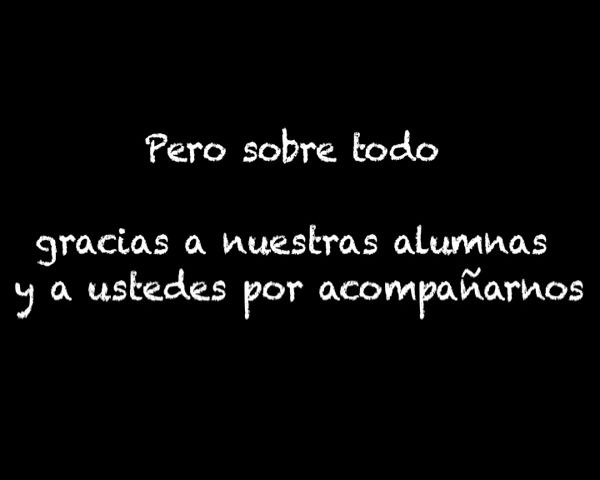 Pero sobre todo
gracias a nuestras alumnas
y a ustedes por acompañarnos